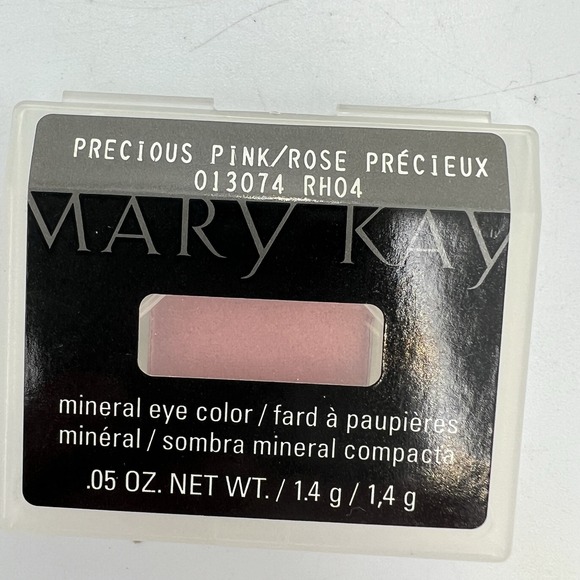 PRECiOUS PiNK/ROSE PRÉCiEUX
013074 RH04
MARY KAY
mineral eye color / fard à paupières
minéral / sombra mineral compacta
.05 OZ. NET WT. / 1.4 g / 1,4 g